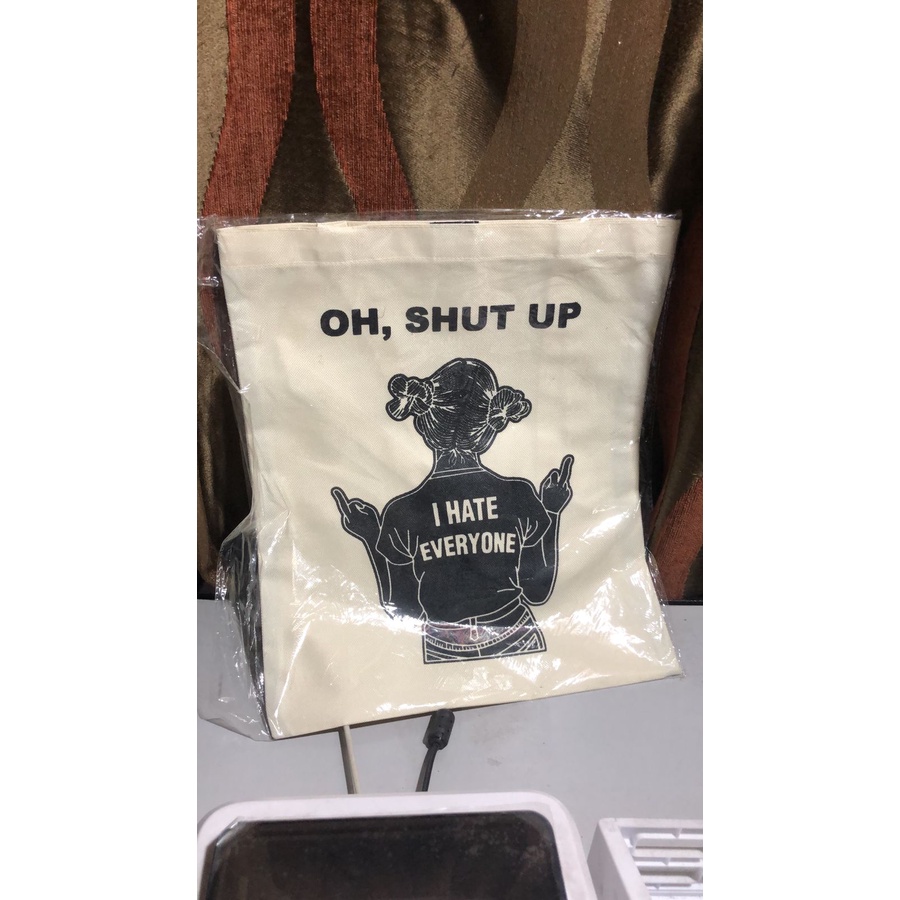 OH, SHUT UP
I HATE
EVERYONE